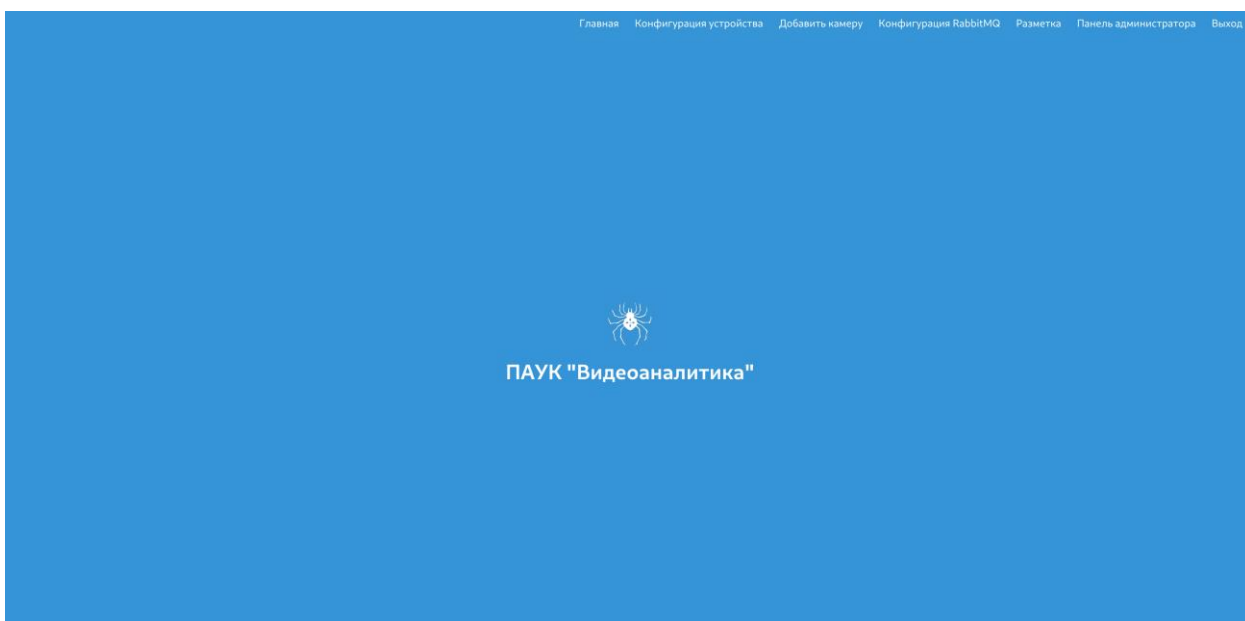 Главная Конфигурация устройства Добавить камеру Конфигурация RabbitMQ Разметка Панель администратора Выход
ПАУК "Видеоаналитика"